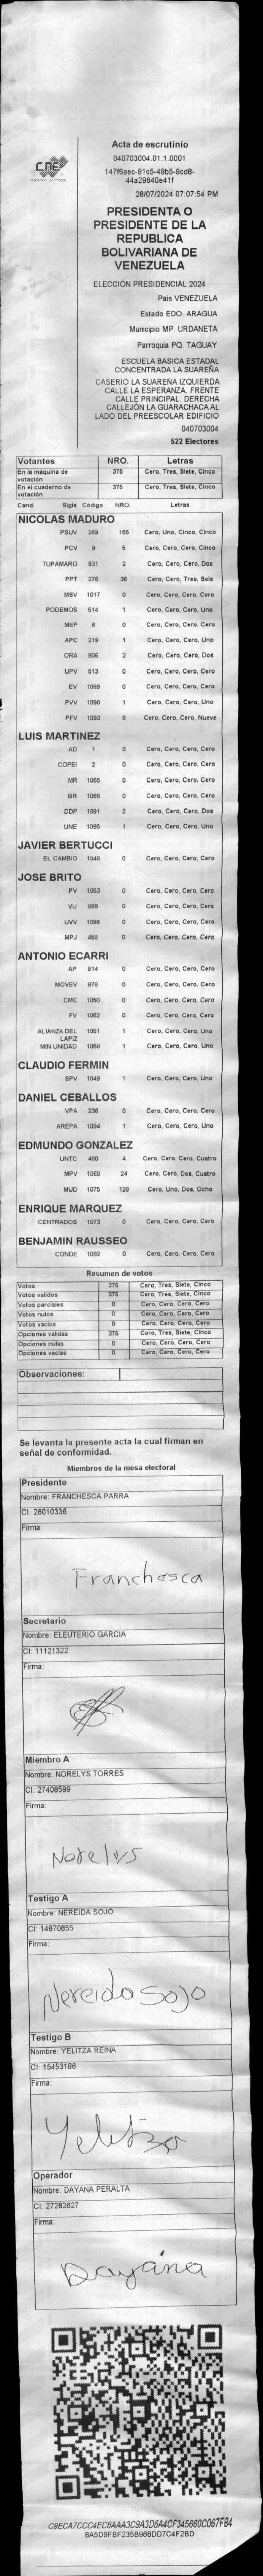 Acta de escrutinio
040703004.01.1.0001
147f6aec-91c5-49b5-9cd8-
44a29640e41f
28/07/2024 07:07:54 PM
CNE
PRESIDENTA O
PRESIDENTE DE LA
REPUBLICA
BOLIVARIANA DE
VENEZUELA
ELECCIÓN PRESIDENCIAL 2024
Pais VENEZUELA
Estado EDO. ARAGUA
Municipio MP. URDANETA
Parroquia PQ. TAGUAY
ESCUELA BASICA ESTADAL
CONCENTRADA LA SUAREÑA
CASERIO LA SUARENA IZQUIERDA
CALLE LA ESPERANZA. FRENTE
CALLE PRINCIPAL. DERECHA
CALLEJÓN LA GUARACHACA AL
LADO DEL PREESCOLAR EDIFICIO
040703004
522 Electores
Votantes NRO. Letras
En la máquina de votación 375 Cero, Tres, Siete, Cinco
En el cuaderno de votación 375 Cero, Tres, Siete, Cinco
Cand. Sigla Código NRO. Letras
NICOLAS MADURO
PSUV 269 155 Cero, Uno, Cinco, Cinco
PCV 9 5 Cero, Cero, Cero, Cinco
TUPAMARO 931 2 Cero, Cero, Cero, Dos
PPT 276 36 Cero, Cero, Tres, Seis
MSV 1017 0 Cero, Cero, Cero, Cero
PODEMOS 514 1 Cero, Cero, Cero, Uno
MEP 6 0 Cero, Cero, Cero, Cero
APC 219 1 Cero, Cero, Cero, Uno
ORA 906 2 Cero, Cero, Cero, Dos
UPV 513 0 Cero, Cero, Cero, Cero
EV 1089 0 Cero, Cero, Cero, Cero
PVV 1090 1 Cero, Cero, Cero, Uno
PFV 1093 9 Cero, Cero, Cero, Nueve
LUIS MARTINEZ
AD 1 0 Cero, Cero, Cero, Cero
COPEI 2 0 Cero, Cero, Cero, Cero
MR 1065 0 Cero, Cero, Cero, Cero
BR 1066 0 Cero, Cero, Cero, Cero
DDP 1091 2 Cero, Cero, Cero, Dos
UNE 1095 1 Cero, Cero, Cero, Uno
JAVIER BERTUCCI
EL CAMBIO 1048 0 Cero, Cero, Cero, Cero
JOSE BRITO
PV 1053 0 Cero, Cero, Cero, Cero
VU 0 Cero, Cero, Cero, Cero
UVV 1096 0 Cero, Cero, Cero, Cero
MPJ 458 0 Cero, Cero, Cero, Cero
ANTONIO ECARRI
AP 814 0 Cero, Cero, Cero, Cero
MOVEV 978 0 Cero, Cero, Cero, Cero
CMC 1050 0 Cero, Cero, Cero, Cero
FV 1062 0 Cero, Cero, Cero, Cero
ALIANZA DEL LAPIZ 1051 1 Cero, Cero, Cero, Uno
MIN UNIDAD 1088 1 Cero, Cero, Cero, Uno
CLAUDIO FERMIN
SPV 1049 1 Cero, Cero, Cero, Uno
DANIEL CEBALLOS
VPA 236 0 Cero, Cero, Cero, Cero
AREPA 1094 1 Cero, Cero, Cero, Uno
EDMUNDO GONZALEZ
UNTC 460 4 Cero, Cero, Cero, Cuatro
MPV 1069 24 Cero, Cero, Dos, Cuatro
MUD 1075 128 Cero, Uno, Dos, Ocho
ENRIQUE MARQUEZ
CENTRADOS 1073 0 Cero, Cero, Cero, Cero
BENJAMIN RAUSSEO
CONDE 1092 0 Cero, Cero, Cero, Cero
Resumen de votos
Votos 375 Cero, Tres, Siete, Cinco
Votos validos 375 Cero, Tres, Siete, Cinco
Votos parciales 0 Cero, Cero, Cero, Cero
Votos nulos 0 Cero, Cero, Cero, Cero
Votos vacios 0 Cero, Cero, Cero, Cero
Opciones validas 375 Cero, Tres, Siete, Cinco
Opciones nulas 0 Cero, Cero, Cero, Cero
Opciones vacias 0 Cero, Cero, Cero, Cero
Observaciones:
Se levanta la presente acta la cual firman en
señal de conformidad.
Miembros de la mesa electoral
Presidente
Nombre: FRANCHESCA PARRA
CI: 26010336
Firma:
Franchesca
Secretario
Nombre: ELEUTERIO GARCIA
CI: 11121322
Firma:
Miembro A
Nombre: NORELYS TORRES
CI: 27408599
Firma:
Norelys
Testigo A
Nombre: NEREIDA SOJO
CI: 14870855
Firma:
Nereida Sojo
Testigo B
Nombre: YELITZA REINA
CI: 15453186
Firma:
Yelitza
Operador
Nombre: DAYANA PERALTA
CI: 27282627
Firma:
Dayana
C9ECA7CCC4EC6AAA3C9A3D6A4CF345660C067FB4
BA5D9FBF235B968DD7C4F2BD